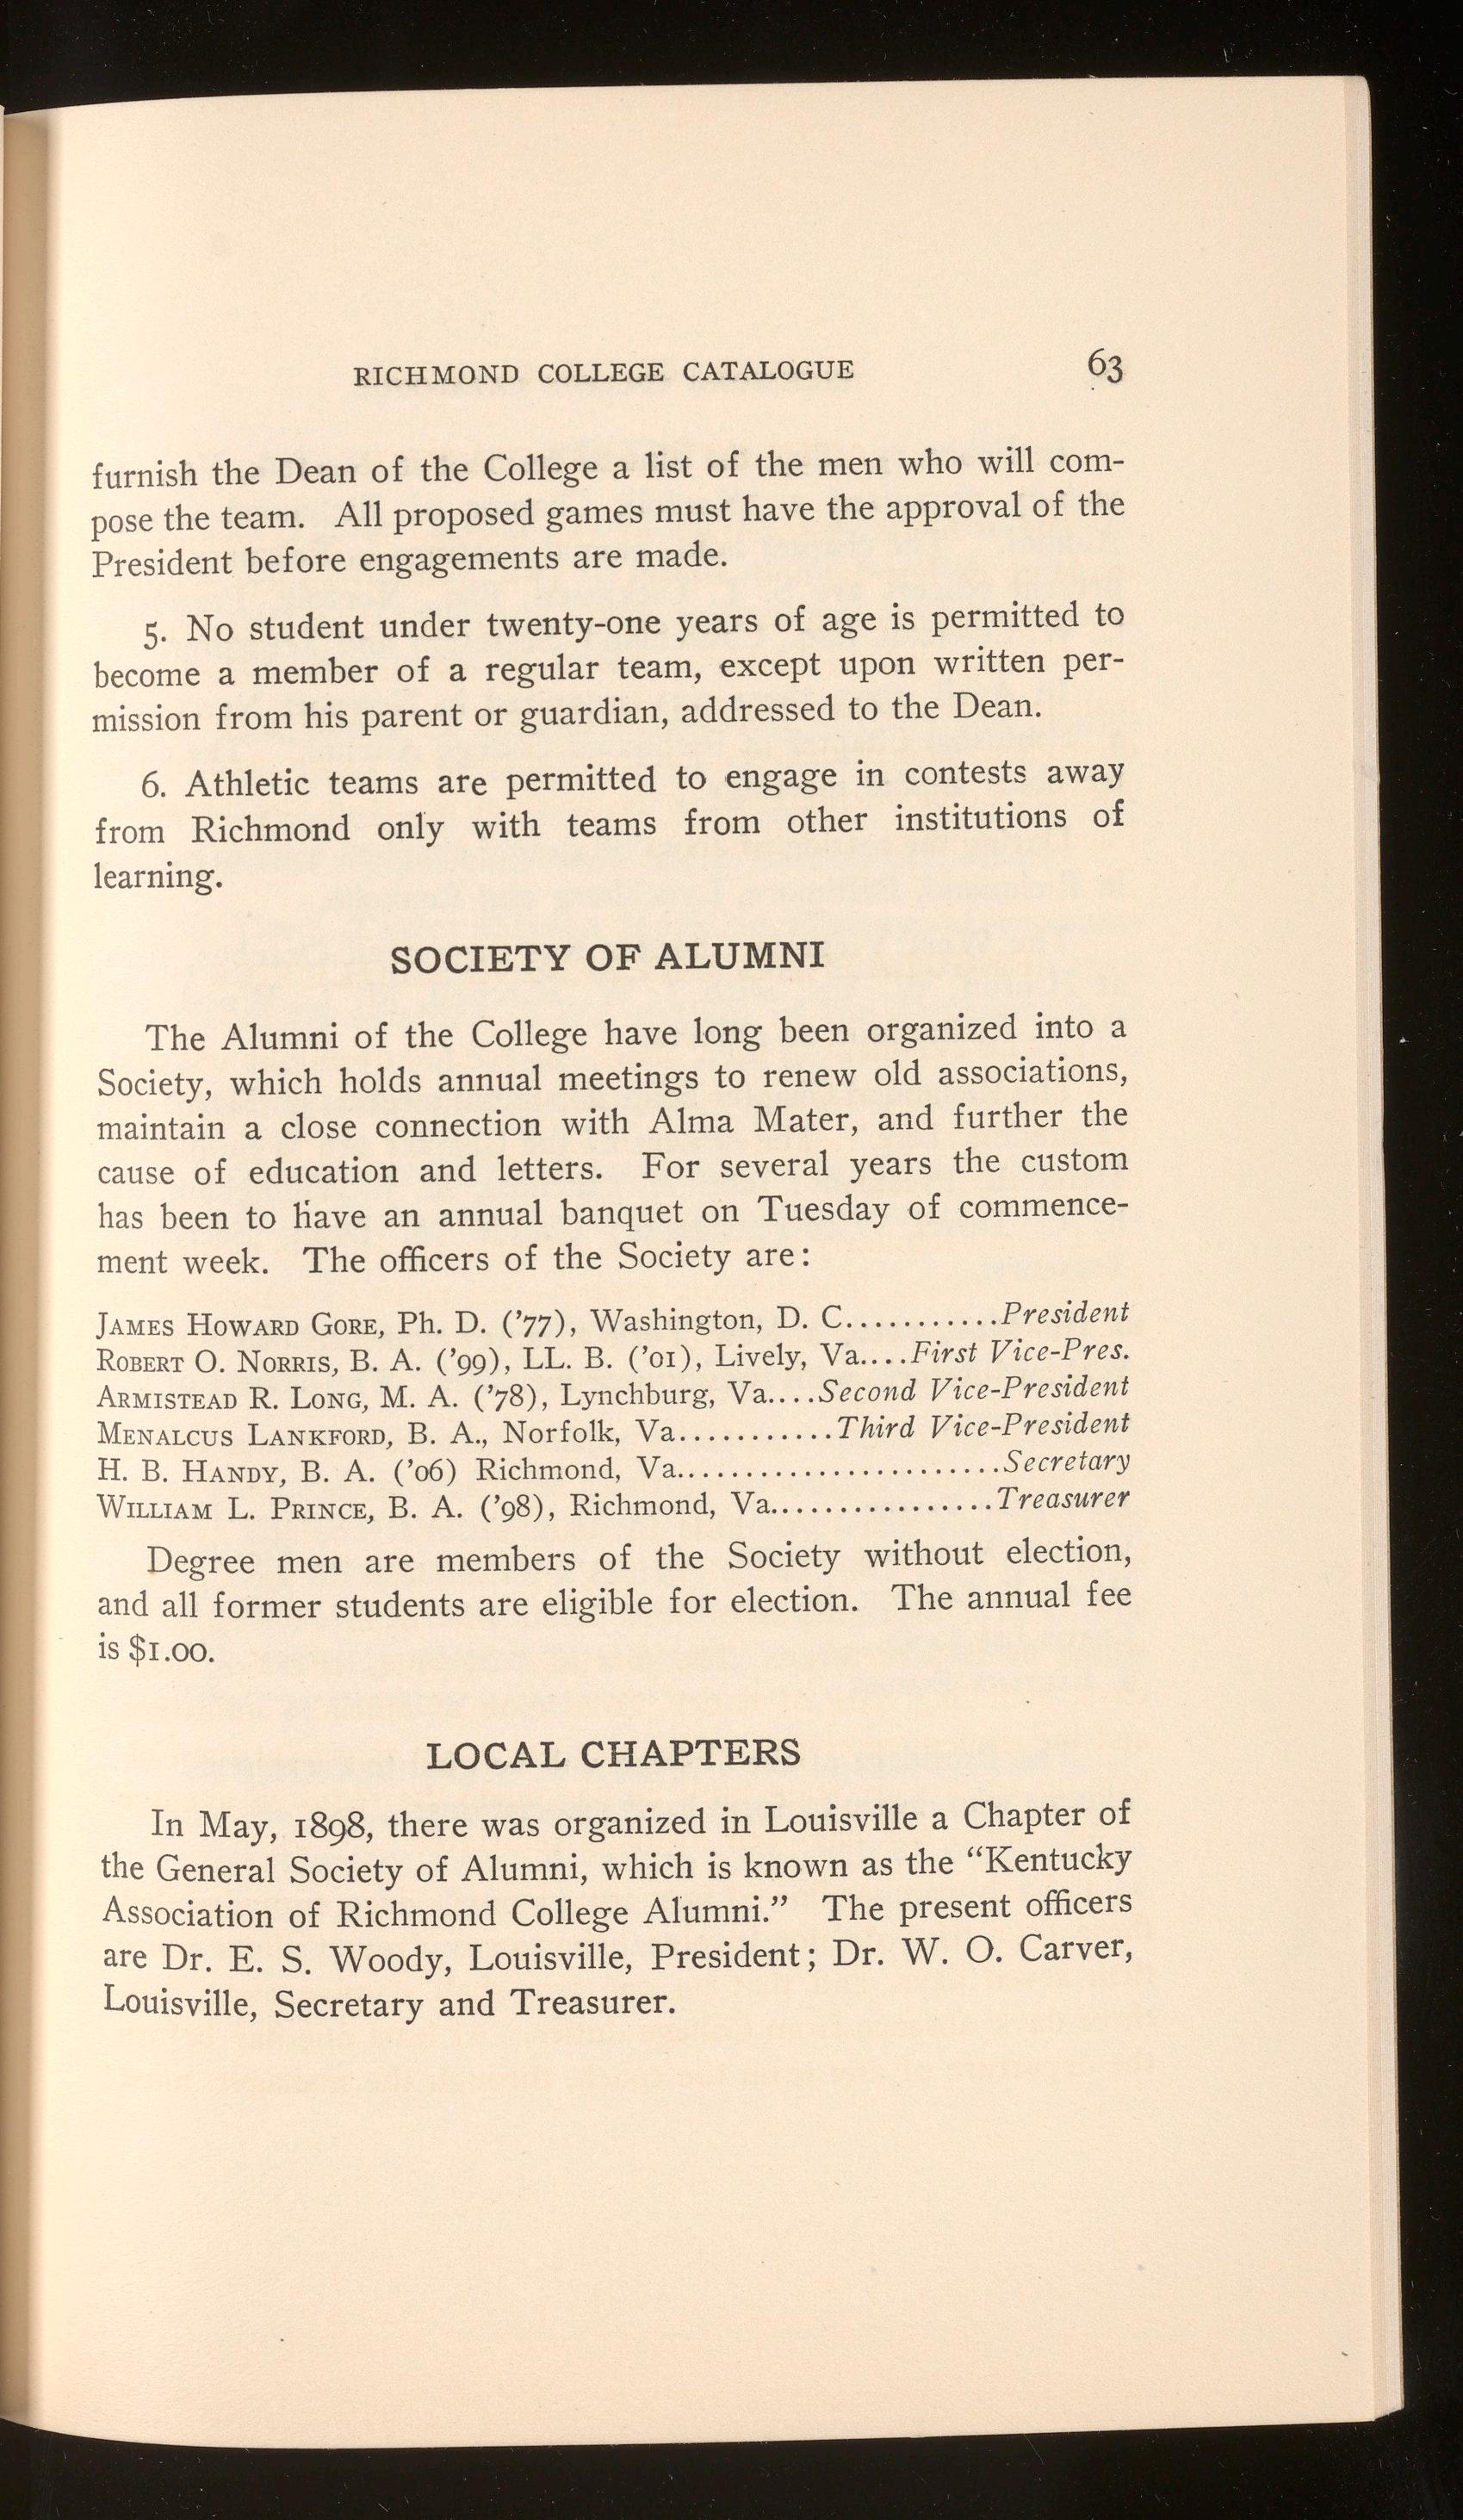 RICHMOND COLLEGE CATALOGUE 63
furnish the Dean of the College a list of the men who will com-
pose the team. All proposed games must have the approval of the
President before engagements are made.
5. No student under twenty-one years of age is permitted to
become a member of a regular team, except upon written per-
mission from his parent or guardian, addressed to the Dean.
6. Athletic teams are permitted to engage in contests away
from Richmond only with teams from other institutions of
learning.
SOCIETY OF ALUMNI
The Alumni of the College have long been organized into a
Society, which holds annual meetings to renew old associations,
maintain a close connection with Alma Mater, and further the
cause of education and letters. For several years the custom
has been to have an annual banquet on Tuesday of commence-
ment week. The officers of the Society are:
JAMES HOWARD GORE, Ph. D. ('77), Washington, D. C...........President
ROBERT O. NORRIS, B. A. ('99), LL. B. ('01), Lively, Va....First Vice-Pres.
ARMISTEAD R. LONG, M. A. ('78), Lynchburg, Va....Second Vice-President
MENALCUS LANKFORD, B. A., Norfolk, Va...........Third Vice-President
H. B. HANDY, B. A. ('06) Richmond, Va........................Secretary
WILLIAM L. PRINCE, B. A. ('98), Richmond, Va................Treasurer
Degree men are members of the Society without election,
and all former students are eligible for election. The annual fee
is $1.00.
LOCAL CHAPTERS
In May, 1898, there was organized in Louisville a Chapter of
the General Society of Alumni, which is known as the "Kentucky
Association of Richmond College Alumni." The present officers
are Dr. E. S. Woody, Louisville, President; Dr. W. O. Carver,
Louisville, Secretary and Treasurer.